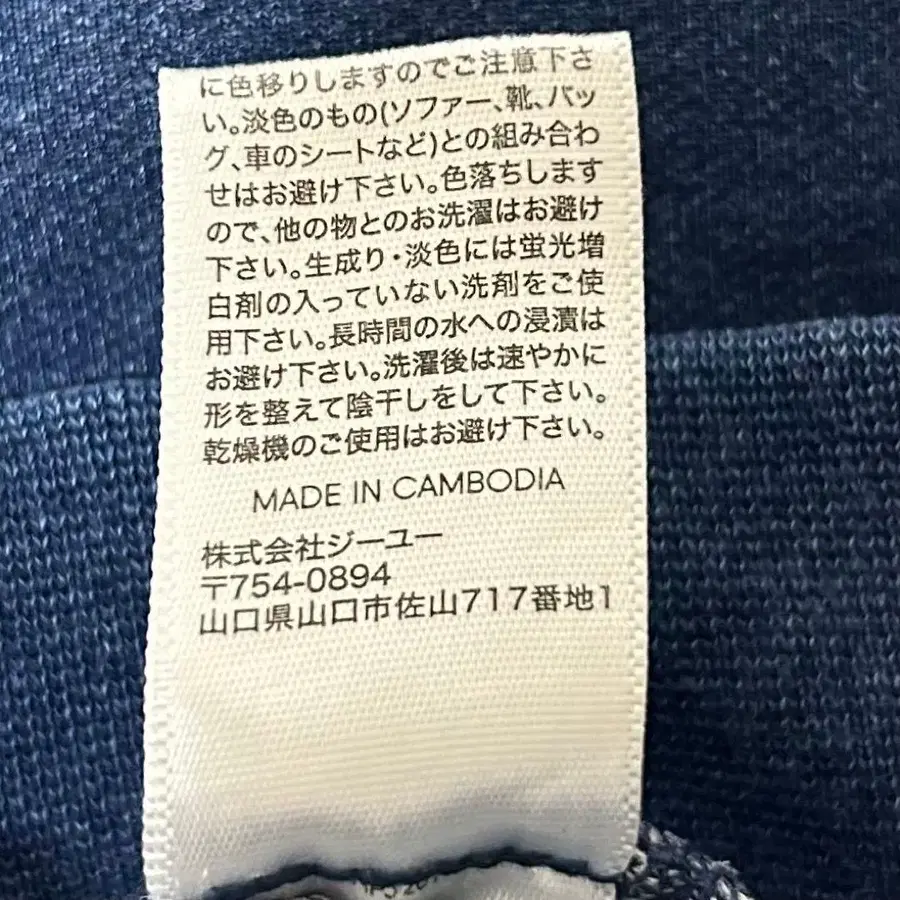 に色移りしますのでご注意下さ
い。淡色のもの(ソファー、靴、バッ
グ、車のシートなど)との組み合わ
せはお避け下さい。色落ちします
ので、他の物とのお洗濯はお避け
下さい。生成り・淡色には蛍光増
白剤の入っていない洗剤をご使
用下さい。長時間の水への浸漬は
お避け下さい。洗濯後は速やかに
形を整えて陰干しをして下さい。
乾燥機のご使用はお避け下さい。
MADE IN CAMBODIA
株式会社ジーユー
〒754-0894
山口県山口市佐山717番地1